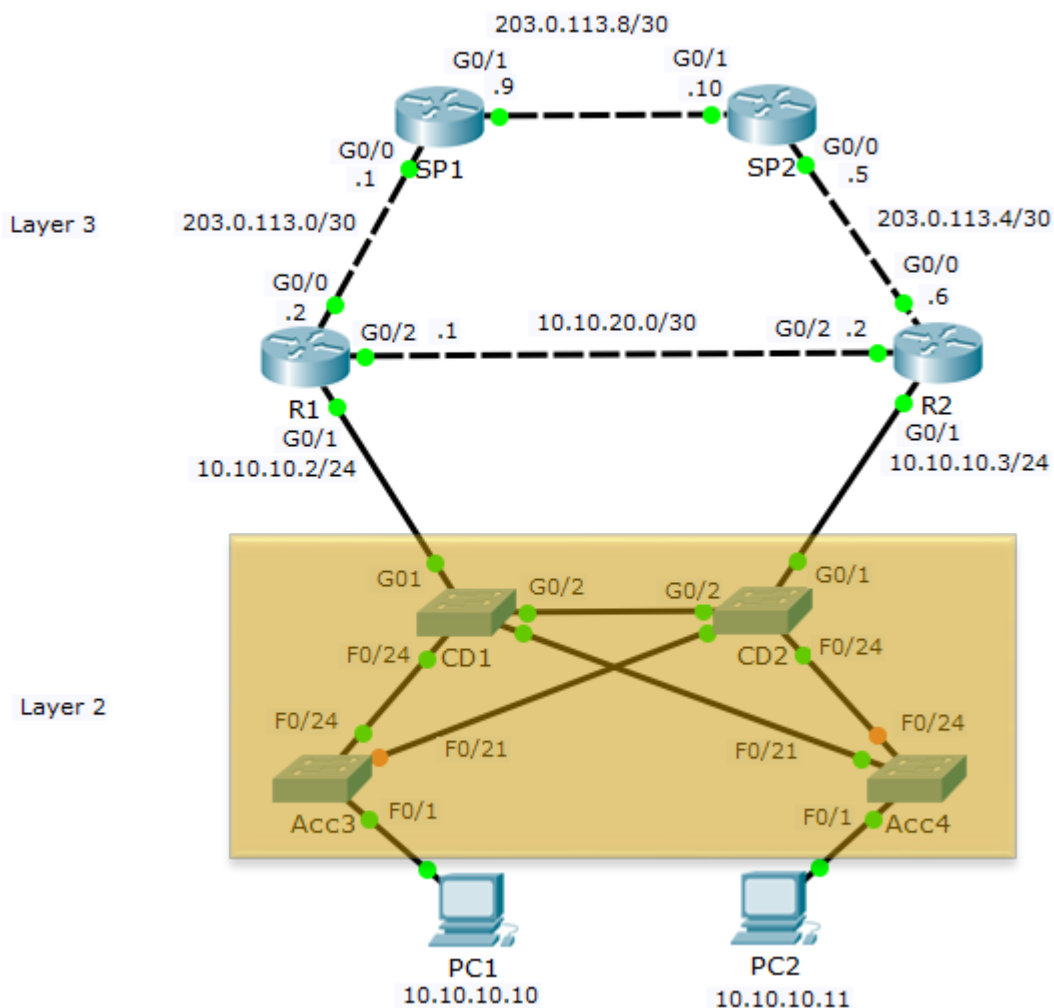 203.0.113.8/30
G0/1
G0/1
.9
.10
G0/0
.1
SP1
SP2
G0/0
.5
Layer 3
203.0.113.0/30
203.0.113.4/30
G0/0
.2
G0/0
.6
G0/2
.1
10.10.20.0/30
G0/2
.2
R1
R2
G0/1
10.10.10.2/24
G0/1
10.10.10.3/24
G01
G0/2
G0/2
G0/1
F0/24
CD1
CD2
F0/24
Layer 2
F0/24
F0/21
F0/21
F0/24
Acc3
F0/1
F0/1
Acc4
PC1
10.10.10.10
PC2
10.10.10.11